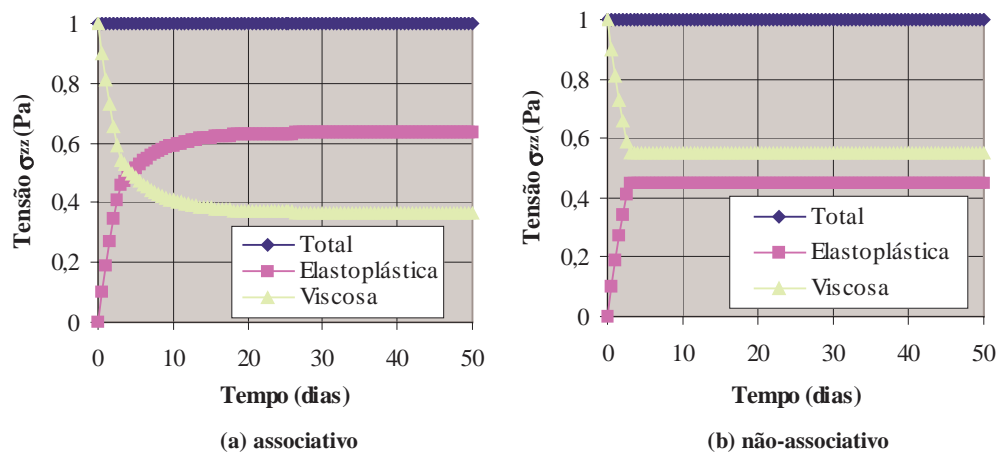 Tensão σzz(Pa)
1
0,8
0,6
0,4
0,2
0
0 10 20 30 40 50
Total
Elastoplástica
Viscosa
Tempo (dias)
(a) associativo
Tensão σzz (Pa)
1
0,8
0,6
0,4
0,2
0
0 10 20 30 40 50
Total
Elastoplástica
Viscosa
Tempo (dias)
(b) não-associativo